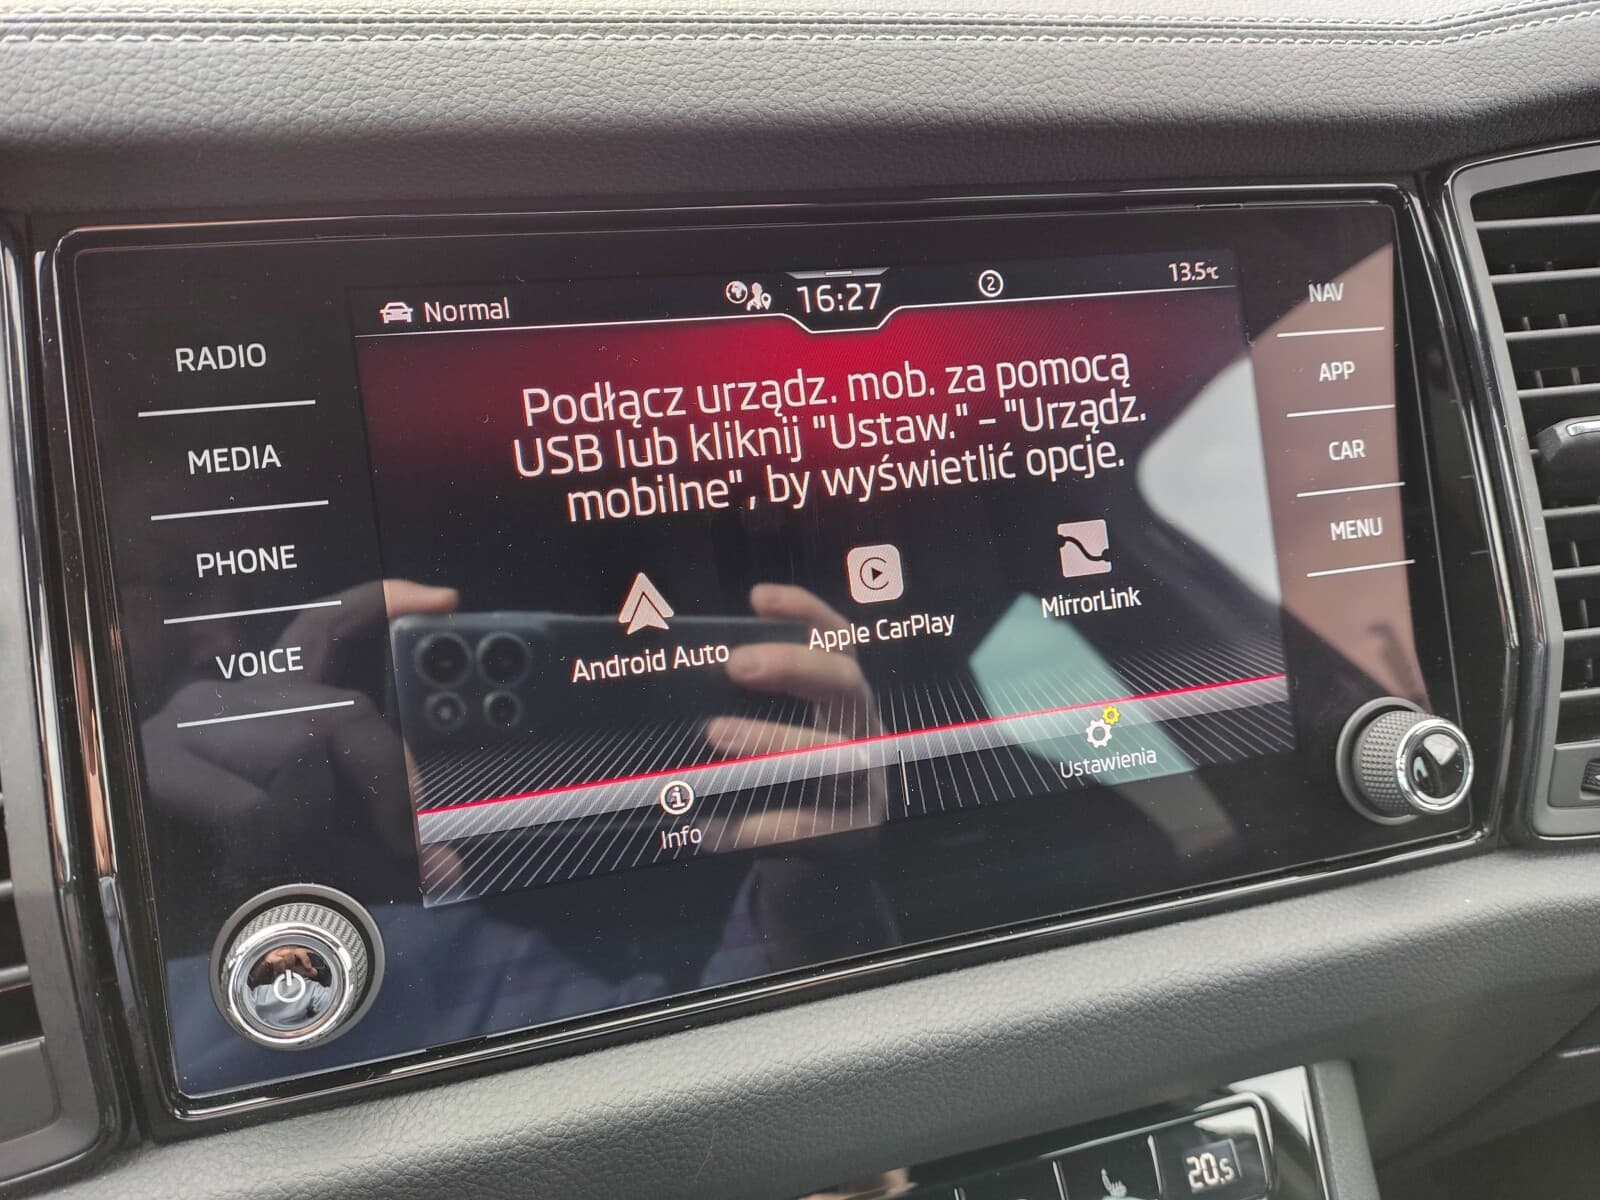 Normal
16:27
2
13.5°C
RADIO
MEDIA
PHONE
VOICE
Podłącz urządz. mob. za pomocą
USB lub kliknij "Ustaw." - "Urządz.
mobilne", by wyświetlić opcje.
Android Auto
Apple CarPlay
MirrorLink
Info
Ustawienia
NAV
APP
CAR
MENU
20.5